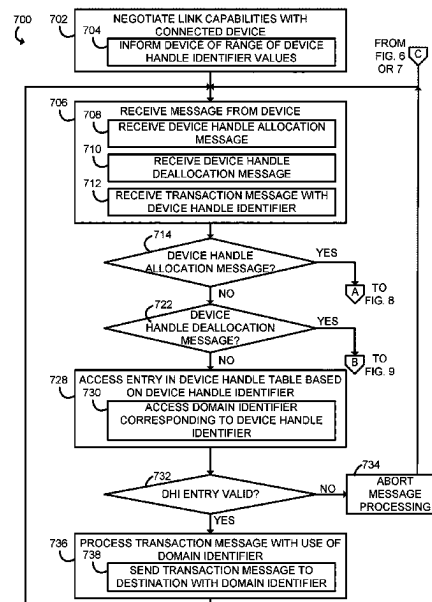 700
702
NEGOTIATE LINK CAPABILITIES WITH
CONNECTED DEVICE
704
INFORM DEVICE OF RANGE OF DEVICE
HANDLE IDENTIFIER VALUES
FROM
FIG. 6
OR 7
C
706
RECEIVE MESSAGE FROM DEVICE
708
RECEIVE DEVICE HANDLE ALLOCATION
MESSAGE
710
RECEIVE DEVICE HANDLE
DEALLOCATION MESSAGE
712
RECEIVE TRANSACTION MESSAGE WITH
DEVICE HANDLE IDENTIFIER
714
DEVICE HANDLE
ALLOCATION MESSAGE?
YES
A
TO
FIG. 8
NO
722
DEVICE
HANDLE DEALLOCATION
MESSAGE?
YES
B
TO
FIG. 9
NO
728
ACCESS ENTRY IN DEVICE HANDLE TABLE BASED
ON DEVICE HANDLE IDENTIFIER
730
ACCESS DOMAIN IDENTIFIER
CORRESPONDING TO DEVICE HANDLE
IDENTIFIER
732
DHI ENTRY VALID?
NO
734
ABORT
MESSAGE
PROCESSING
YES
736
PROCESS TRANSACTION MESSAGE WITH USE OF
DOMAIN IDENTIFIER
738
SEND TRANSACTION MESSAGE TO
DESTINATION WITH DOMAIN IDENTIFIER